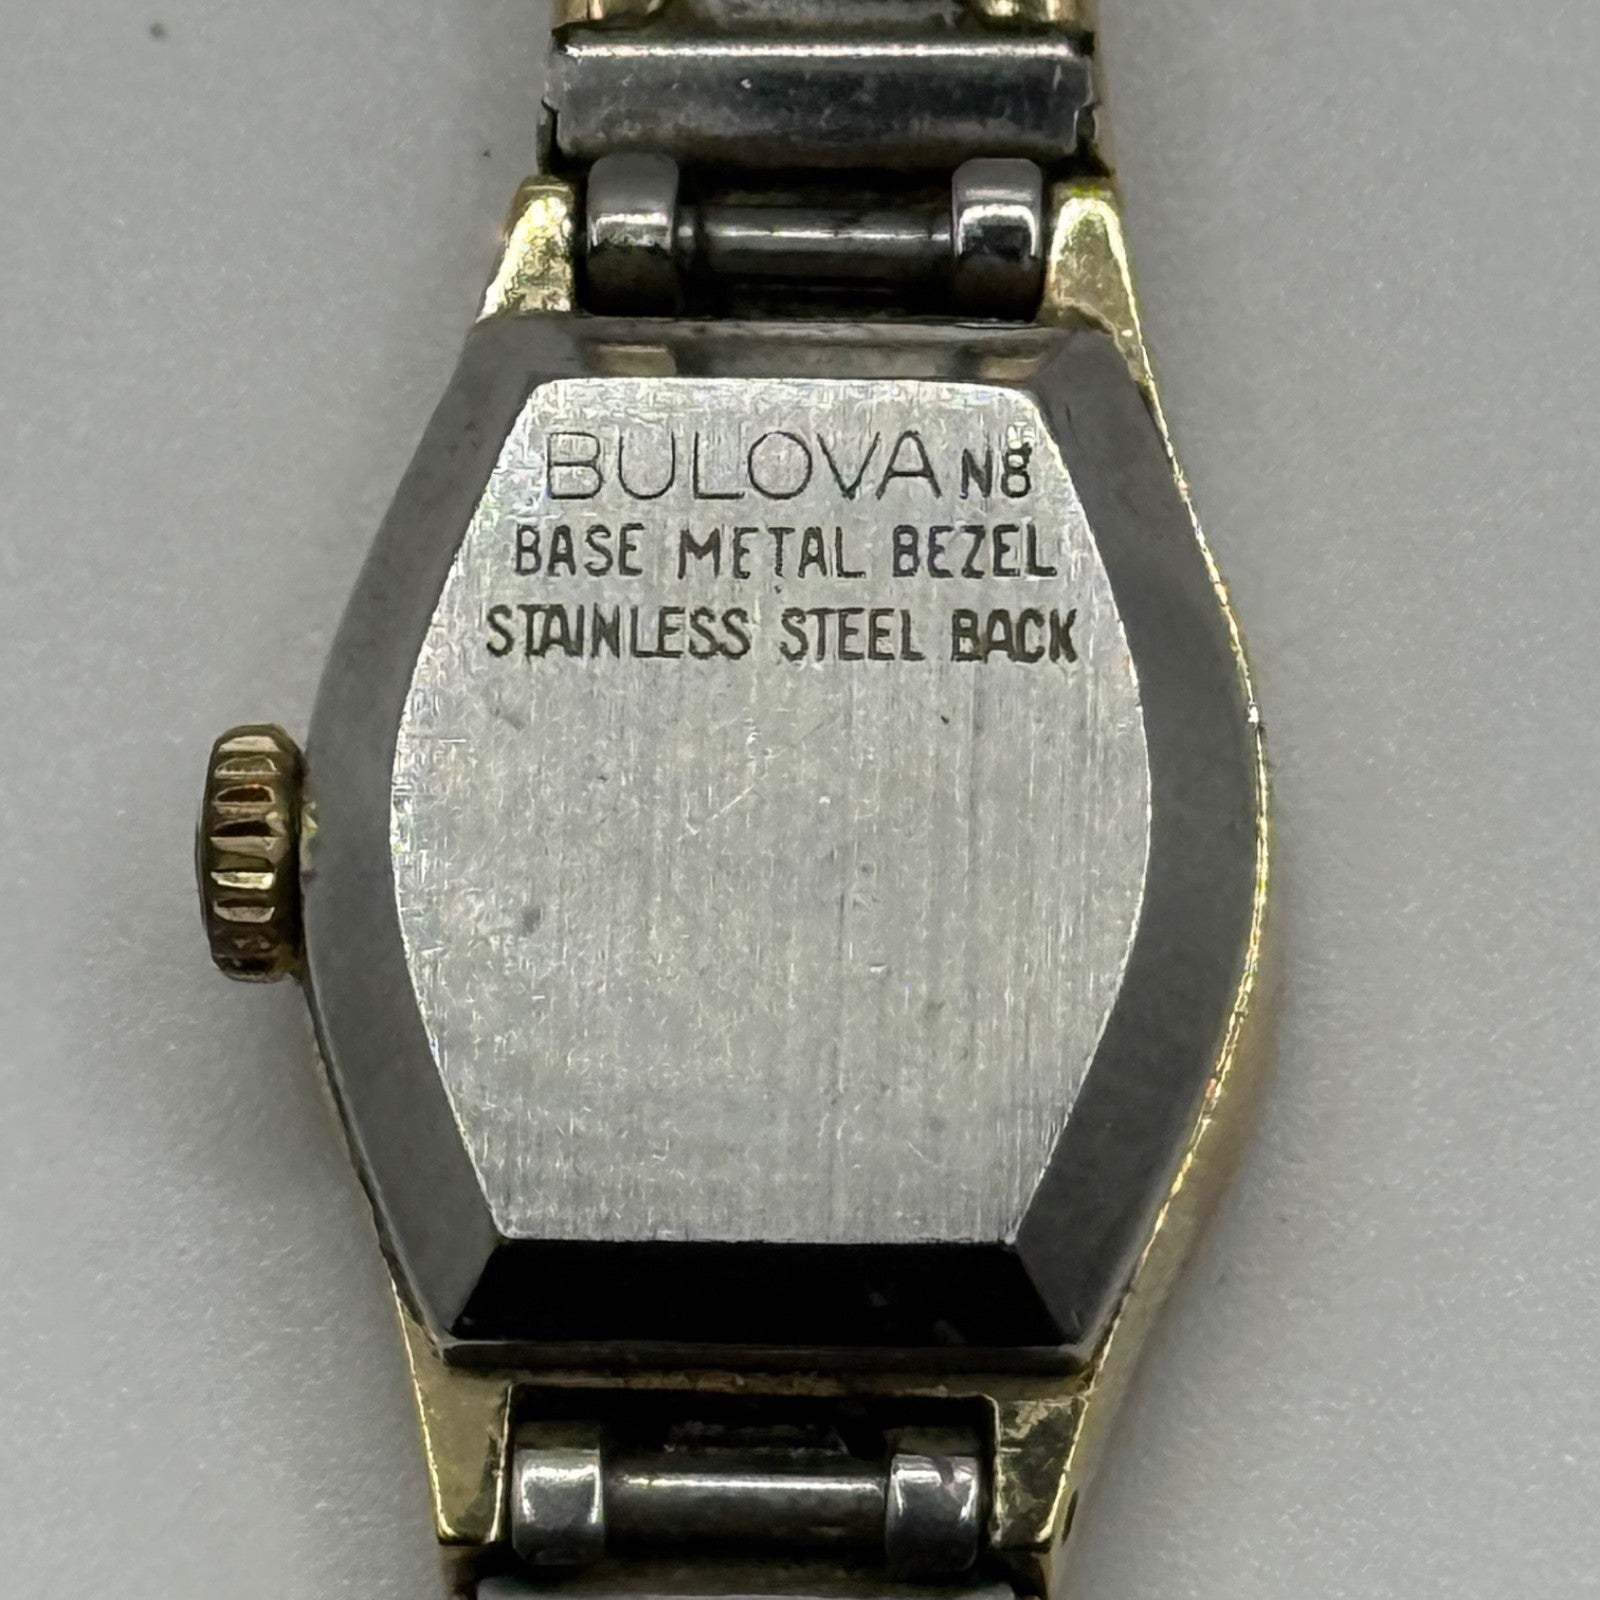 BULOVA N8
BASE METAL BEZEL
STAINLESS STEEL BACK